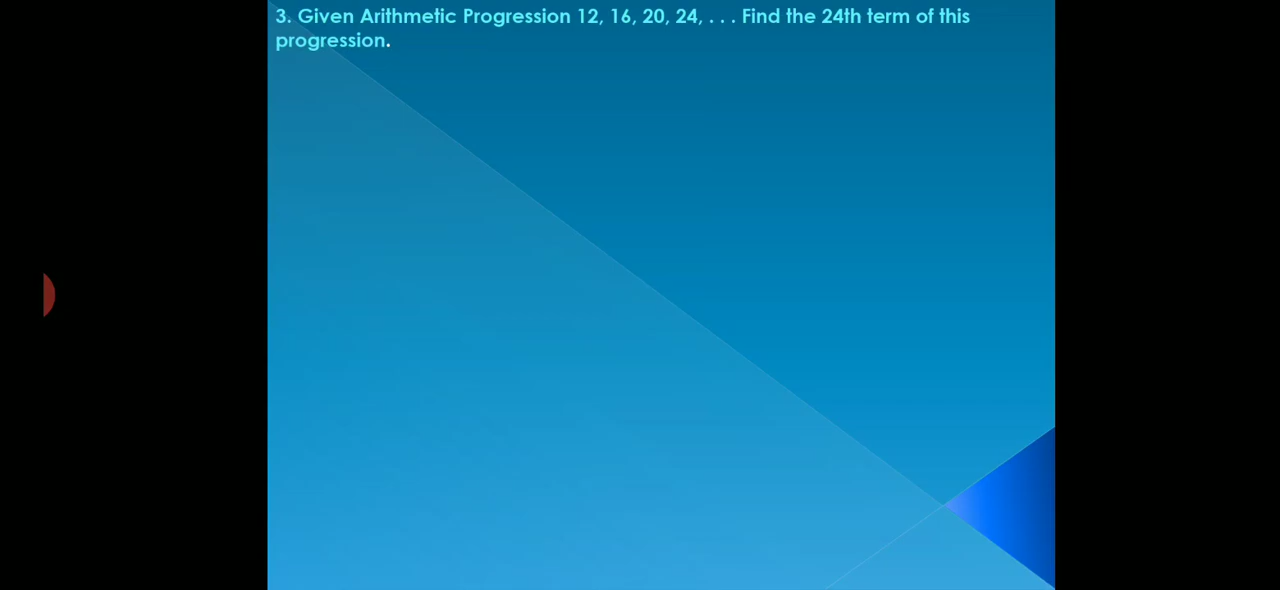 3. Given Arithmetic Progression 12, 16, 20, 24, . . . Find the 24th term of this
progression.